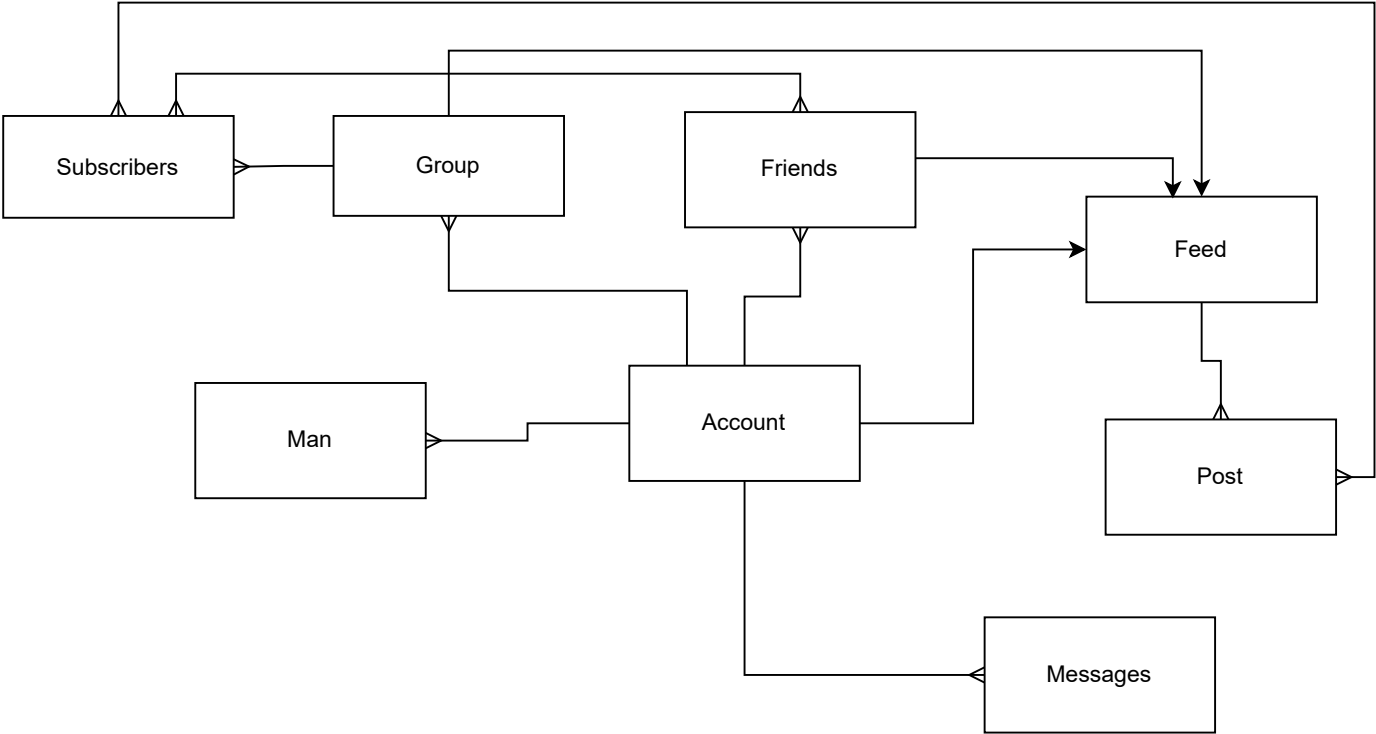 Subscribers
Group
Friends
Feed
Man
Account
Post
Messages